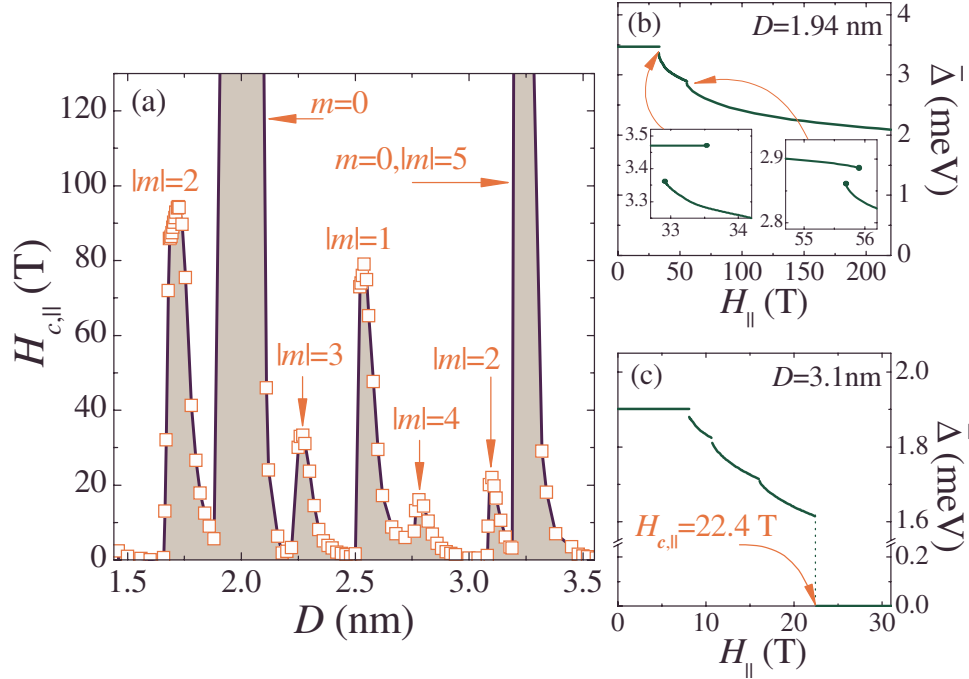 (a)
m=0
m=0,|m|=5
|m|=2
|m|=1
|m|=3
|m|=2
|m|=4
120
100
80
60
40
20
0
H_{c,||} (T)
1.5 2.0 2.5 3.0 3.5
D (nm)
(b) D=1.94 nm
4
3
2
1
0
Δ̄ (meV)
3.5
3.4
3.3
33 34
2.9
2.8
55 56
0 50 100 150 200
H_{||} (T)
(c) D=3.1nm
2.0
1.8
1.6
0.2
0.0
Δ̄ (meV)
H_{c,||}=22.4 T
0 10 20 30
H_{||} (T)